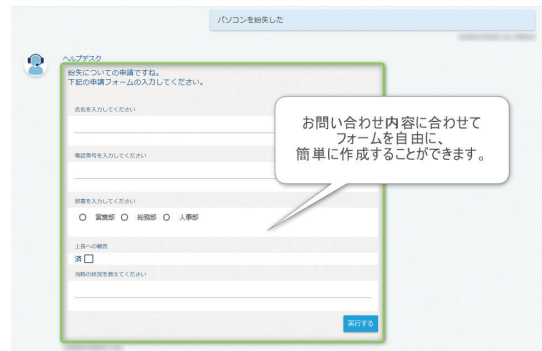 パソコンを紛失した
ヘルプデスク
紛失についての申請ですね。
下記の申請フォームの入力してください。
氏名を入力してください
お問い合わせ内容に合わせて
フォームを自由に、
簡単に作成することができます。
電話番号を入力してください
部署を入力してください
営業部 総務部 人事部
上長への報告
済
当時の状況を教えてください
実行する